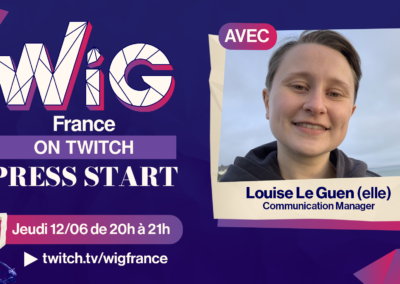 WiG
France
ON TWITCH
PRESS START
Jeudi 12/06 de 20h à 21h
twitch.tv/wigfrance
AVEC
Louise Le Guen (elle)
Communication Manager